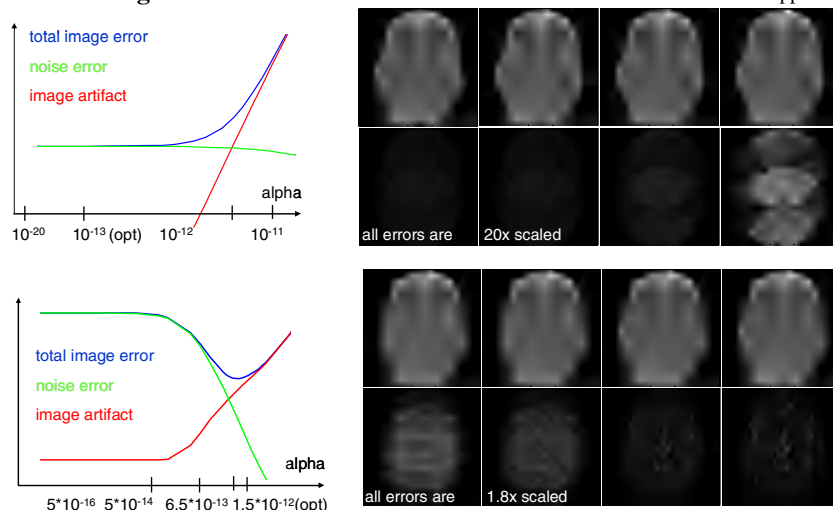 total image error
noise error
image artifact
alpha
10-20 10-13 (opt) 10-12 10-11
all errors are 20x scaled
total image error
noise error
image artifact
alpha
5*10-16 5*10-14 6.5*10-13 1.5*10-12(opt)
all errors are 1.8x scaled